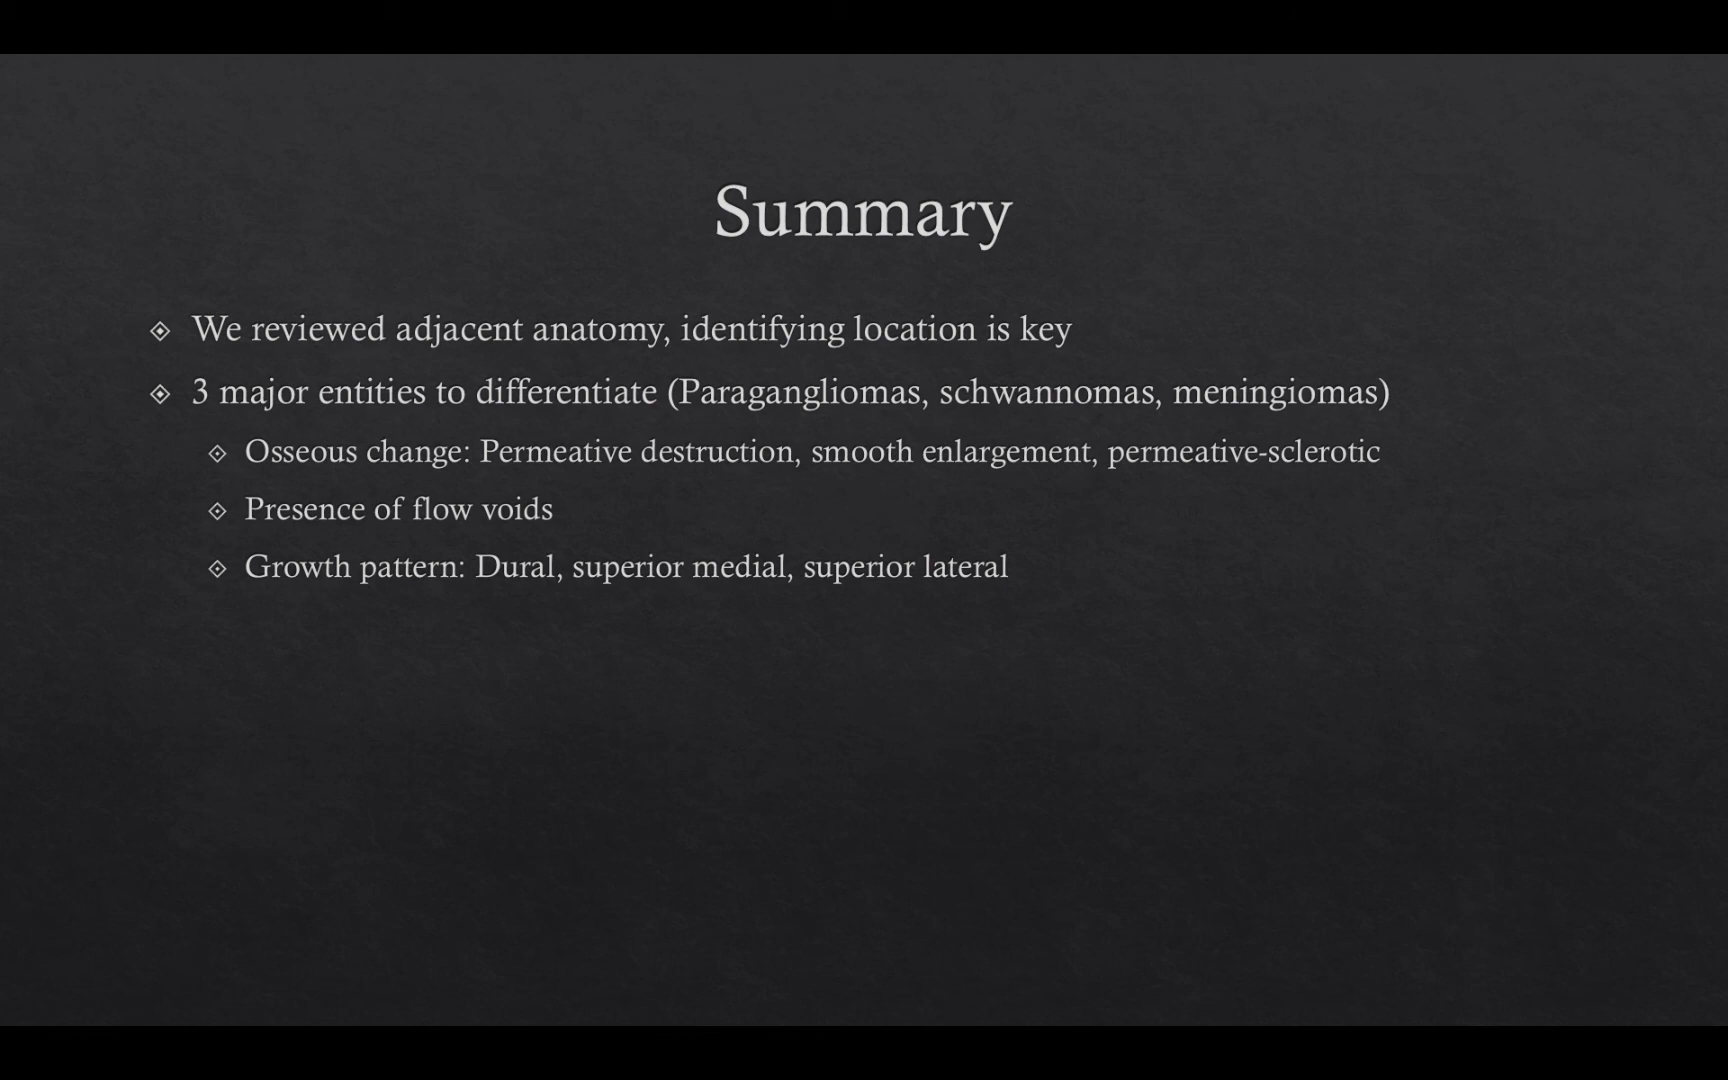 Summary
We reviewed adjacent anatomy, identifying location is key
3 major entities to differentiate (Paragangliomas, schwannomas, meningiomas)
Osseous change: Permeative destruction, smooth enlargement, permeative-sclerotic
Presence of flow voids
Growth pattern: Dural, superior medial, superior lateral